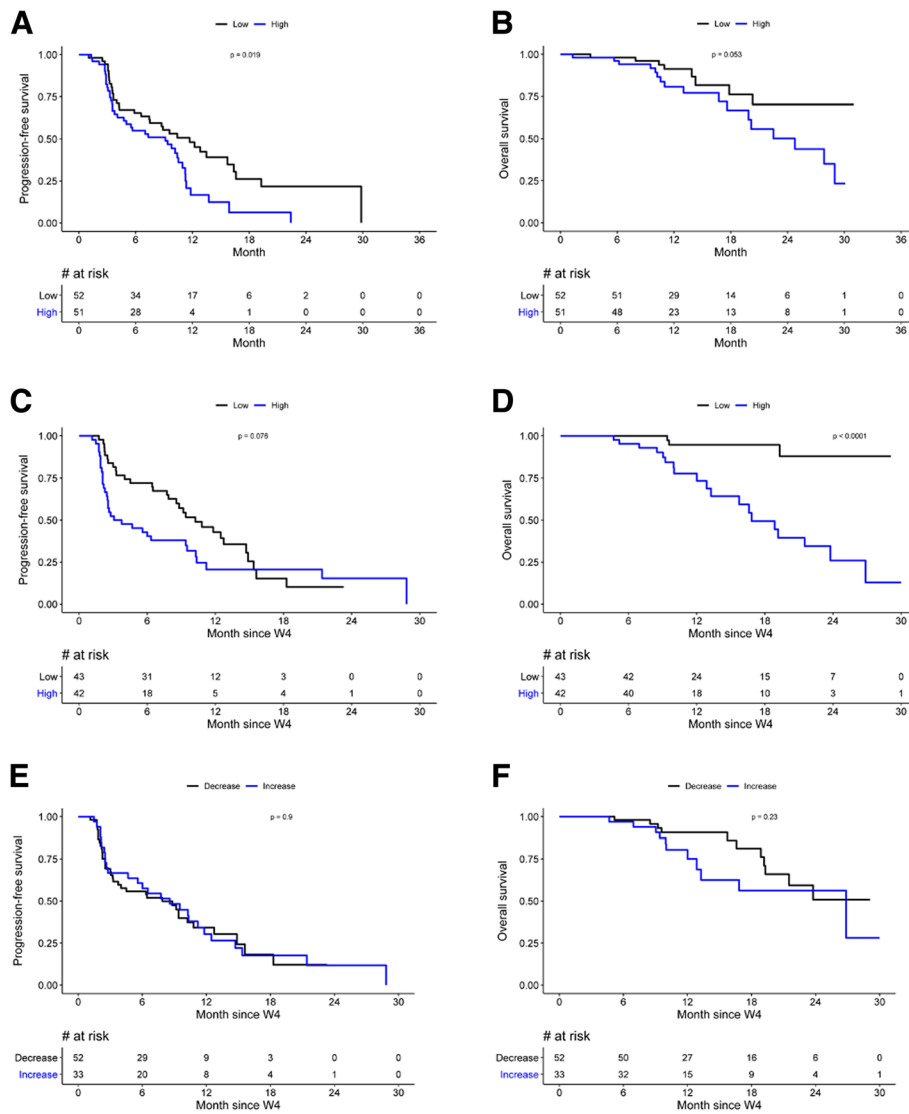 A
Low High
p = 0.019
Progression-free survival
1.00
0.75
0.50
0.25
0.00
0 6 12 18 24 30 36
Month
# at risk
Low 52 34 17 6 2 0 0
High 51 28 4 1 0 0 0
0 6 12 18 24 30 36
Month
B
Low High
p = 0.053
Overall survival
1.00
0.75
0.50
0.25
0.00
0 6 12 18 24 30 36
Month
# at risk
Low 52 51 29 14 6 1 0
High 51 48 23 13 8 1 0
0 6 12 18 24 30 36
Month
C
Low High
p = 0.076
Progression-free survival
1.00
0.75
0.50
0.25
0.00
0 6 12 18 24 30
Month since W4
# at risk
Low 43 31 12 3 0 0
High 42 18 5 4 1 0
0 6 12 18 24 30
Month since W4
D
Low High
p < 0.0001
Overall survival
1.00
0.75
0.50
0.25
0.00
0 6 12 18 24 30
Month since W4
# at risk
Low 43 42 24 15 7 0
High 42 40 18 10 3 1
0 6 12 18 24 30
Month since W4
E
Decrease Increase
p = 0.9
Progression-free survival
1.00
0.75
0.50
0.25
0.00
0 6 12 18 24 30
Month since W4
# at risk
Decrease 52 29 9 3 0 0
Increase 33 20 8 4 1 0
0 6 12 18 24 30
Month since W4
F
Decrease Increase
p = 0.23
Overall survival
1.00
0.75
0.50
0.25
0.00
0 6 12 18 24 30
Month since W4
# at risk
Decrease 52 50 27 16 6 0
Increase 33 32 15 9 4 1
0 6 12 18 24 30
Month since W4